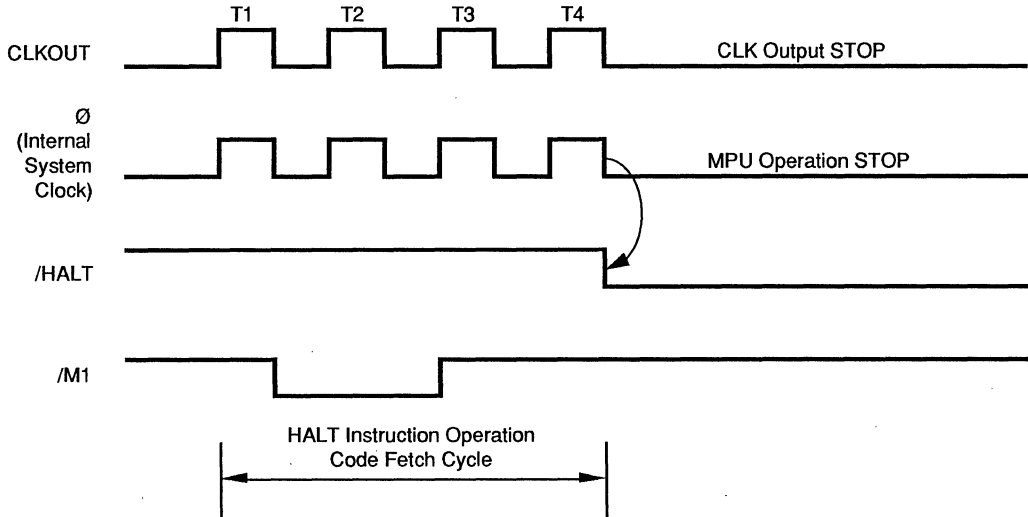 T1 T2 T3 T4
CLKOUT
CLK Output STOP
Ø
(Internal
System
Clock)
MPU Operation STOP
/HALT
/M1
HALT Instruction Operation
Code Fetch Cycle